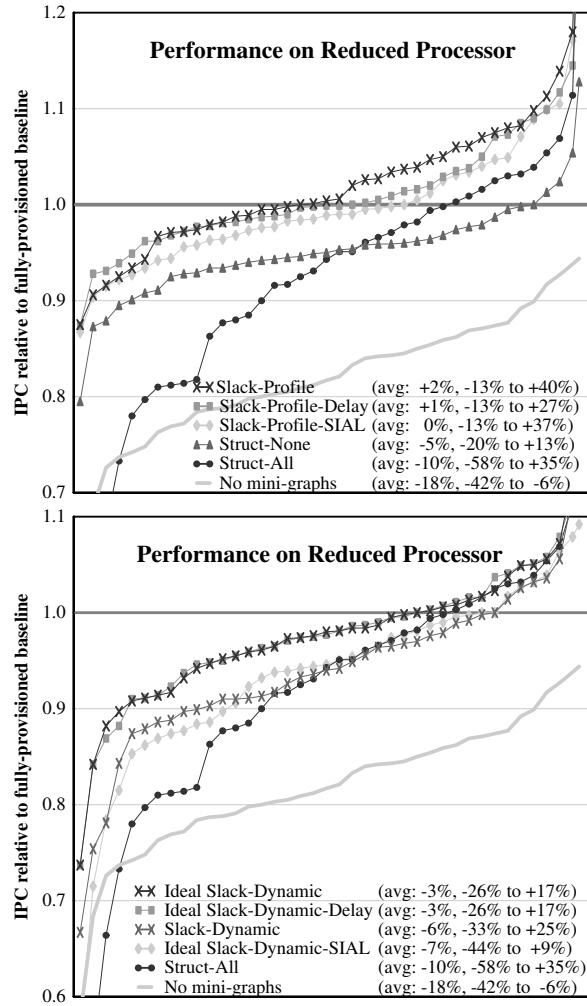 1.2
Performance on Reduced Processor
1.1
1.0
0.9
0.8
0.7
IPC relative to fully-provisioned baseline
Slack-Profile (avg: +2%, -13% to +40%)
Slack-Profile-Delay (avg: +1%, -13% to +27%)
Slack-Profile-SIAL (avg: 0%, -13% to +37%)
Struct-None (avg: -5%, -20% to +13%)
Struct-All (avg: -10%, -58% to +35%)
No mini-graphs (avg: -18%, -42% to -6%)
1.1
Performance on Reduced Processor
1.0
0.9
0.8
0.7
0.6
IPC relative to fully-provisioned baseline
Ideal Slack-Dynamic (avg: -3%, -26% to +17%)
Ideal Slack-Dynamic-Delay (avg: -3%, -26% to +17%)
Slack-Dynamic (avg: -6%, -33% to +25%)
Ideal Slack-Dynamic-SIAL (avg: -7%, -44% to +9%)
Struct-All (avg: -10%, -58% to +35%)
No mini-graphs (avg: -18%, -42% to -6%)